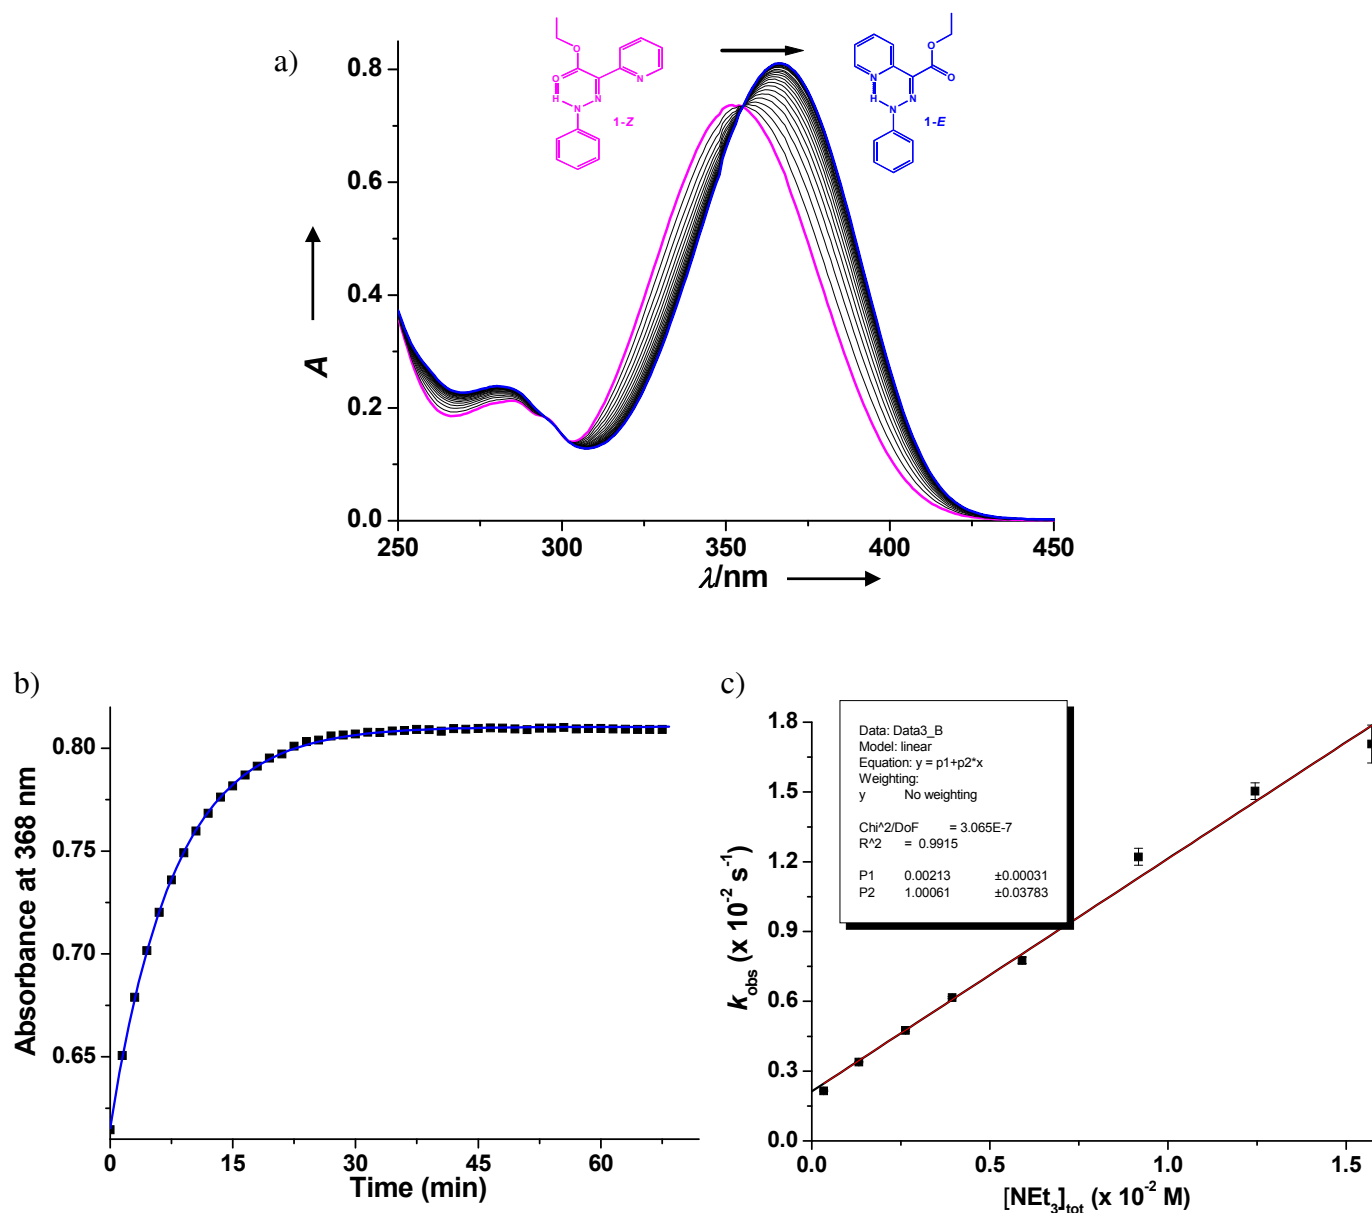 a)
O
O
N
H
N
N
1-Z
O
O
N
H
N
N
1-E
0.8
0.6
0.4
0.2
0.0
A
250
300
350
400
450
λ/nm
b)
0.80
0.75
0.70
0.65
Absorbance at 368 nm
0
15
30
45
60
Time (min)
c)
1.8
1.5
1.2
0.9
0.6
0.3
0.0
k_obs (x 10⁻² s⁻¹)
Data: Data3_B
Model: linear
Equation: y = p1+p2*x
Weighting:
y No weighting
Chi^2/DoF = 3.065E-7
R^2 = 0.9915
P1 0.00213 ±0.00031
P2 1.00061 ±0.03783
0.0
0.5
1.0
1.5
[NEt₃]_tot (x 10⁻² M)